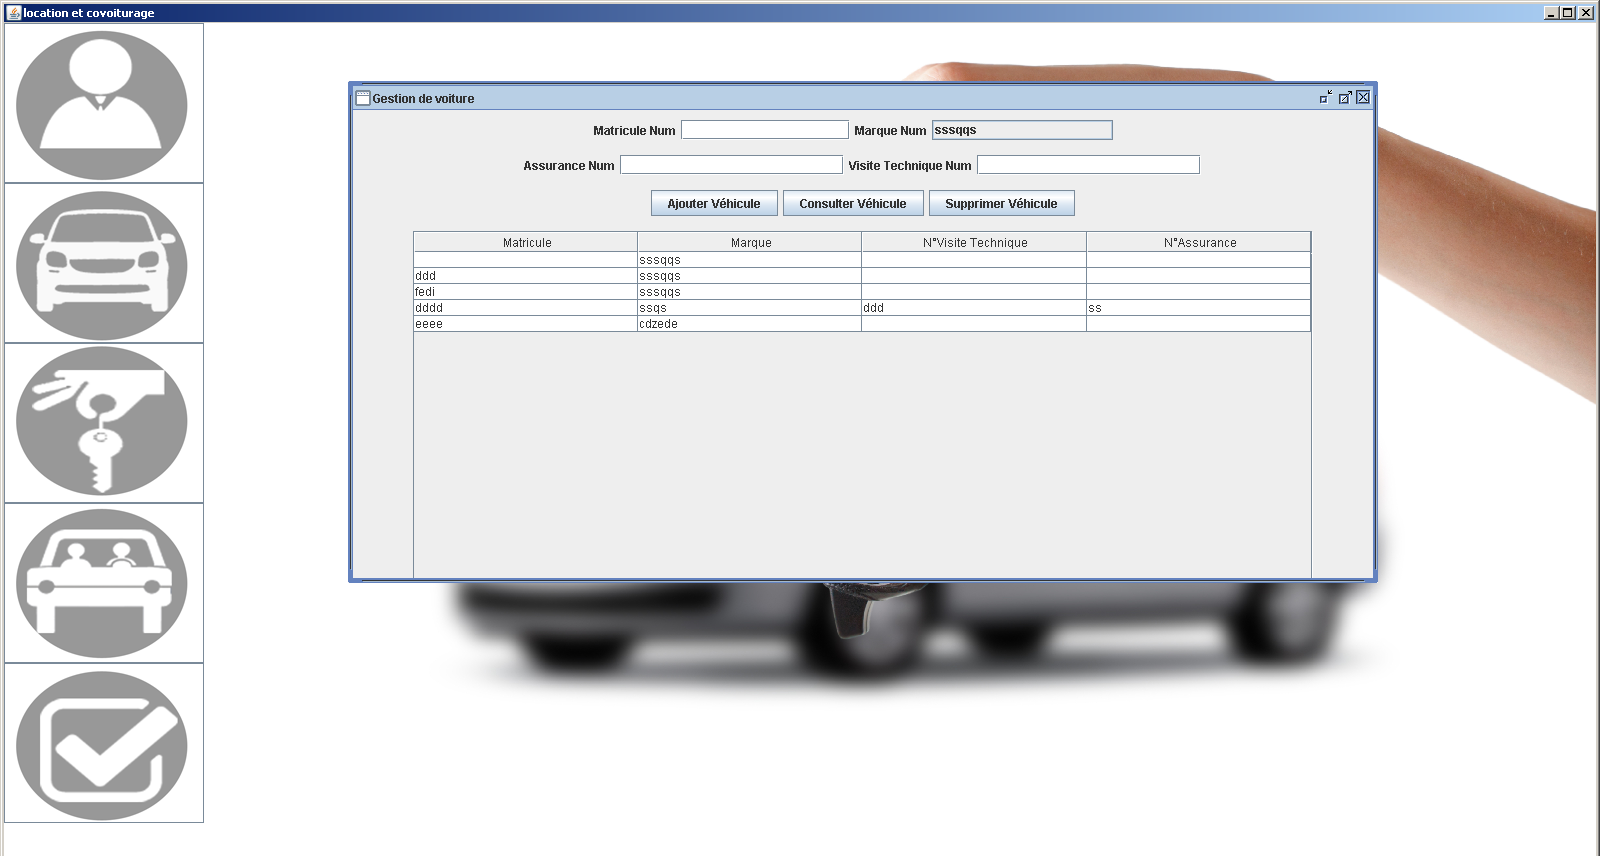 location et covoiturage
Gestion de voiture
Matricule Num Marque Num sssqqs
Assurance Num Visite Technique Num
Ajouter Véhicule Consulter Véhicule Supprimer Véhicule
Matricule Marque N°Visite Technique N°Assurance
sssqqs
ddd sssqqs
fedi sssqqs
dddd ssqs ddd ss
eeee cdzede